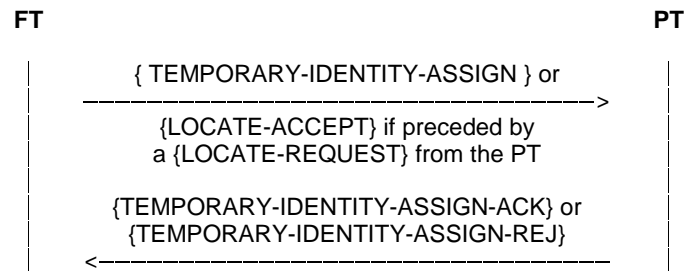 FT PT
{ TEMPORARY-IDENTITY-ASSIGN } or
{LOCATE-ACCEPT} if preceded by
a {LOCATE-REQUEST} from the PT
{TEMPORARY-IDENTITY-ASSIGN-ACK} or
{TEMPORARY-IDENTITY-ASSIGN-REJ}